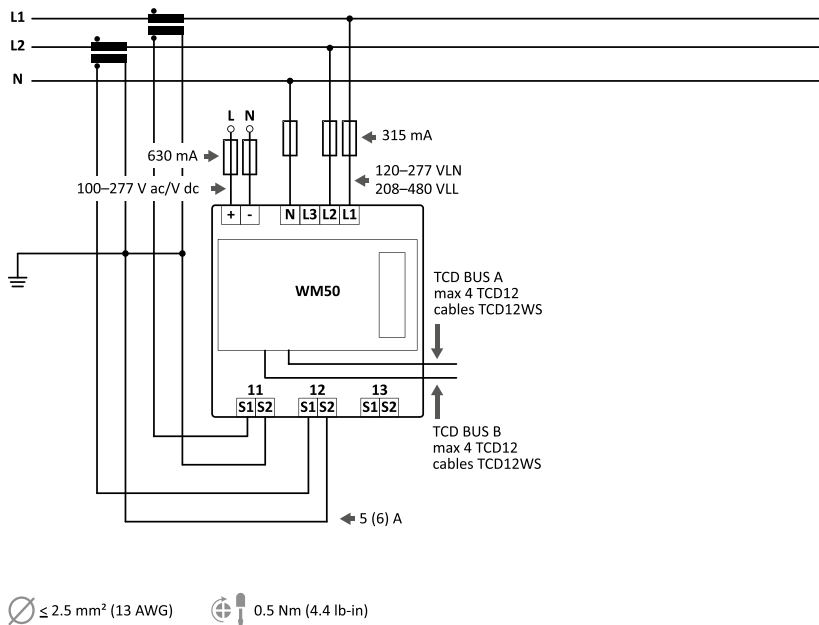 L1
L2
N
L N
630 mA
315 mA
100–277 V ac/V dc
120–277 VLN
208–480 VLL
+ - N L3 L2 L1
WM50
TCD BUS A
max 4 TCD12
cables TCD12WS
11 12 13
S1 S2 S1 S2 S1 S2
TCD BUS B
max 4 TCD12
cables TCD12WS
5 (6) A
≤ 2.5 mm² (13 AWG)
0.5 Nm (4.4 lb-in)